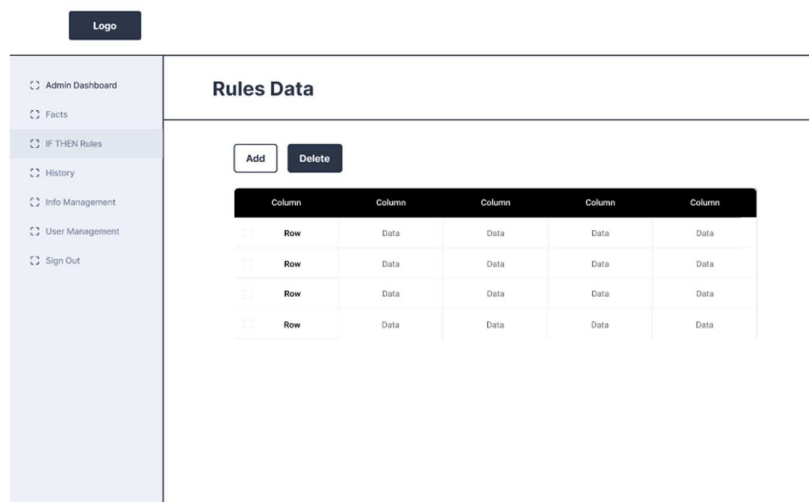 Logo
Admin Dashboard
Facts
IF THEN Rules
History
Info Management
User Management
Sign Out
Rules Data
Add Delete
Column Column Column Column Column
Row Data Data Data Data
Row Data Data Data Data
Row Data Data Data Data
Row Data Data Data Data